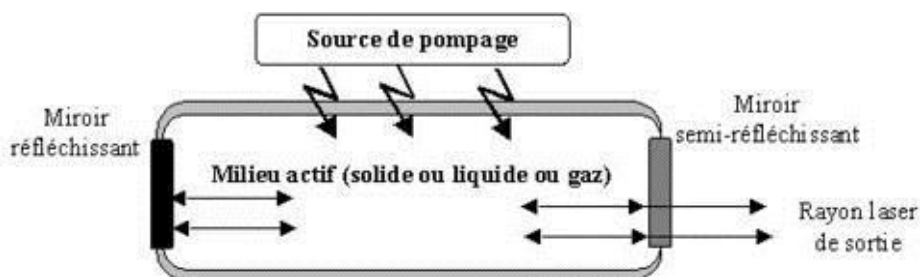 Source de pompage
Miroir
réfléchissant
Miroir
semi-réfléchissant
Milieu actif (solide ou liquide ou gaz)
Rayon laser
de sortie